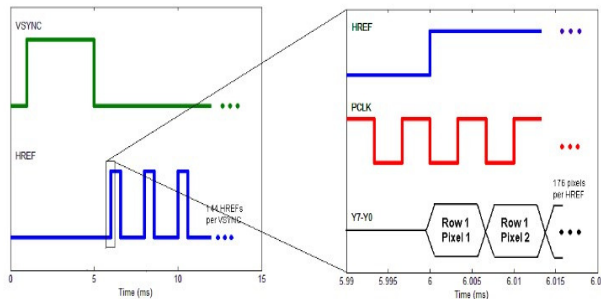 VSYNC
HREF
144 HREFs
per VSYNC
0
5
10
15
Time (ms)
HREF
PCLK
176 pixels
per HREF
Y7-Y0
Row 1
Pixel 1
Row 1
Pixel 2
5.99
5.995
6
6.005
6.01
6.015
6.0
Time (ms)